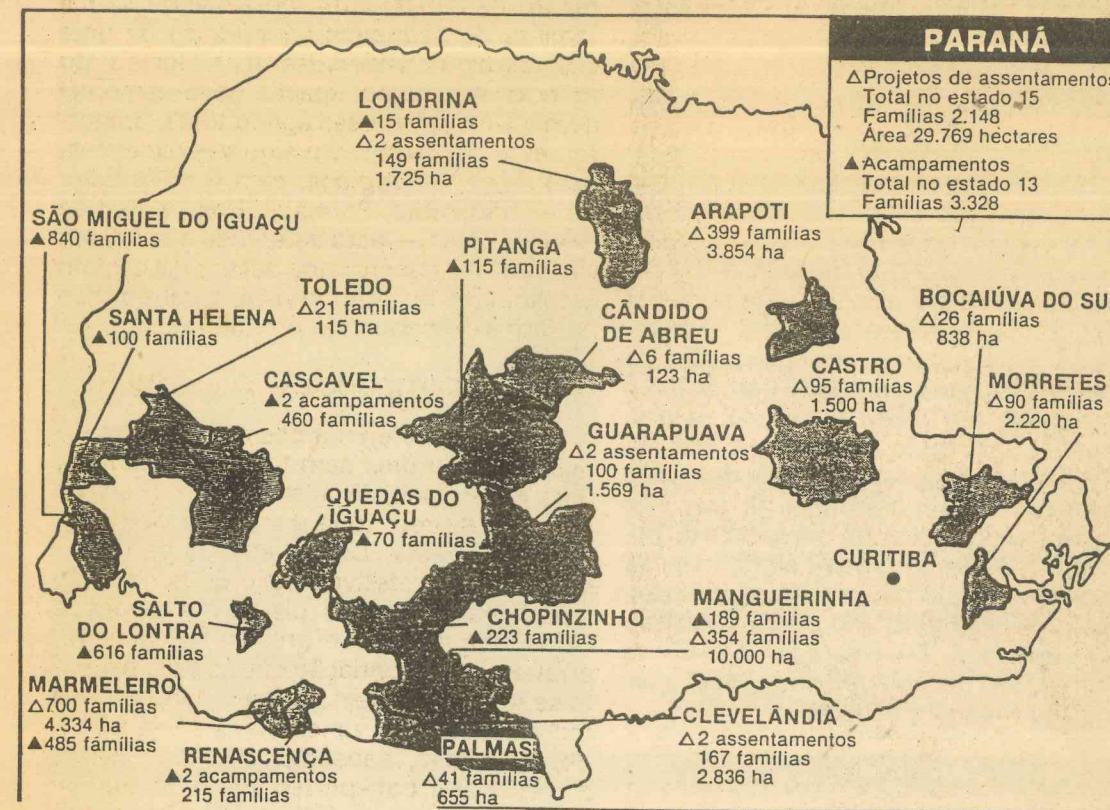 PARANÁ
△Projetos de assentamentos
Total no estado 15
Famílias 2.148
Área 29.769 hectares
▲Acampamentos
Total no estado 13
Famílias 3.328
LONDRINA
▲15 famílias
△2 assentamentos
149 famílias
1.725 ha
SÃO MIGUEL DO IGUAÇU
▲840 famílias
PITANGA
▲115 famílias
ARAPOTI
△399 famílias
3.854 ha
TOLEDO
△21 famílias
115 ha
SANTA HELENA
▲100 famílias
CÂNDIDO
DE ABREU
△6 famílias
123 ha
BOCAIÚVA DO SU
△26 famílias
838 ha
CASCAVEL
▲2 acampamentos
460 famílias
CASTRO
△95 famílias
1.500 ha
MORRETES
△90 famílias
2.220 ha
GUARAPUAVA
△2 assentamentos
100 famílias
1.569 ha
QUEDAS DO
IGUAÇU
▲70 famílias
CURITIBA
SALTO
DO LONTRA
▲616 famílias
CHOPINZINHO
▲223 famílias
MANGUEIRINHA
▲189 famílias
△354 famílias
10.000 ha
MARMELEIRO
△700 famílias
4.334 ha
▲485 famílias
RENASCENÇA
▲2 acampamentos
215 famílias
PALMAS
△41 famílias
655 ha
CLEVELÂNDIA
△2 assentamentos
167 famílias
2.836 ha